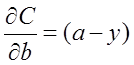 ∂C/∂b = (a − y)